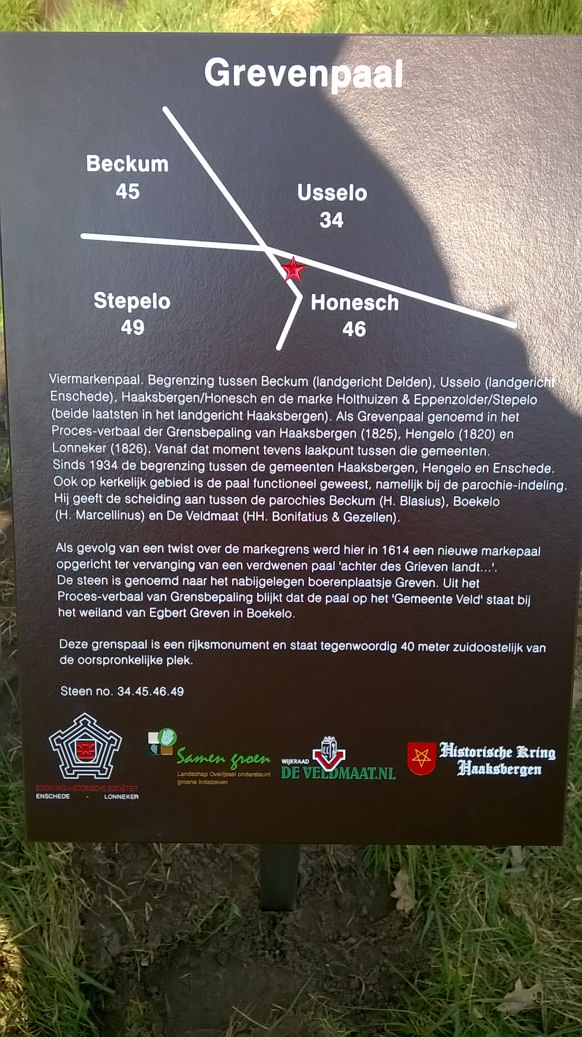 Grevenpaal
Beckum
45
Usselo
34
Stepelo
49
Honesch
46
Viermarkenpaal. Begrenzing tussen Beckum (landgericht Delden), Usselo (landgericht
Enschede), Haaksbergen/Honesch en de marke Holthuizen & Eppenzolder/Stepelo
(beide laatsten in het landgericht Haaksbergen). Als Grevenpaal genoemd in het
Proces-verbaal der Grensbepaling van Haaksbergen (1825), Hengelo (1820) en
Lonneker (1826). Vanaf dat moment tevens laakpunt tussen die gemeenten.
Sinds 1934 de begrenzing tussen de gemeenten Haaksbergen, Hengelo en Enschede.
Ook op kerkelijk gebied is de paal functioneel geweest, namelijk bij de parochie-indeling.
Hij geeft de scheiding aan tussen de parochies Beckum (H. Blasius), Boekelo
(H. Marcellinus) en De Veldmaat (HH. Bonifatius & Gezellen).
Als gevolg van een twist over de markegrens werd hier in 1614 een nieuwe markepaal
opgericht ter vervanging van een verdwenen paal 'achter des Grieven landt...'.
De steen is genoemd naar het nabijgelegen boerenplaatsje Greven. Uit het
Proces-verbaal van Grensbepaling blijkt dat de paal op het 'Gemeente Veld' staat bij
het weiland van Egbert Greven in Boekelo.
Deze grenspaal is een rijksmonument en staat tegenwoordig 40 meter zuidoostelijk van
de oorspronkelijke plek.
Steen no. 34.45.46.49
STICHTING HISTORISCHE SOCIËTEIT
ENSCHEDE - LONNEKER
Samen groen
Landschap Overijssel ondersteunt
groene initiatieven
WIJKRAAD
DE VELDMAAT.NL
Historische Kring
Haaksbergen